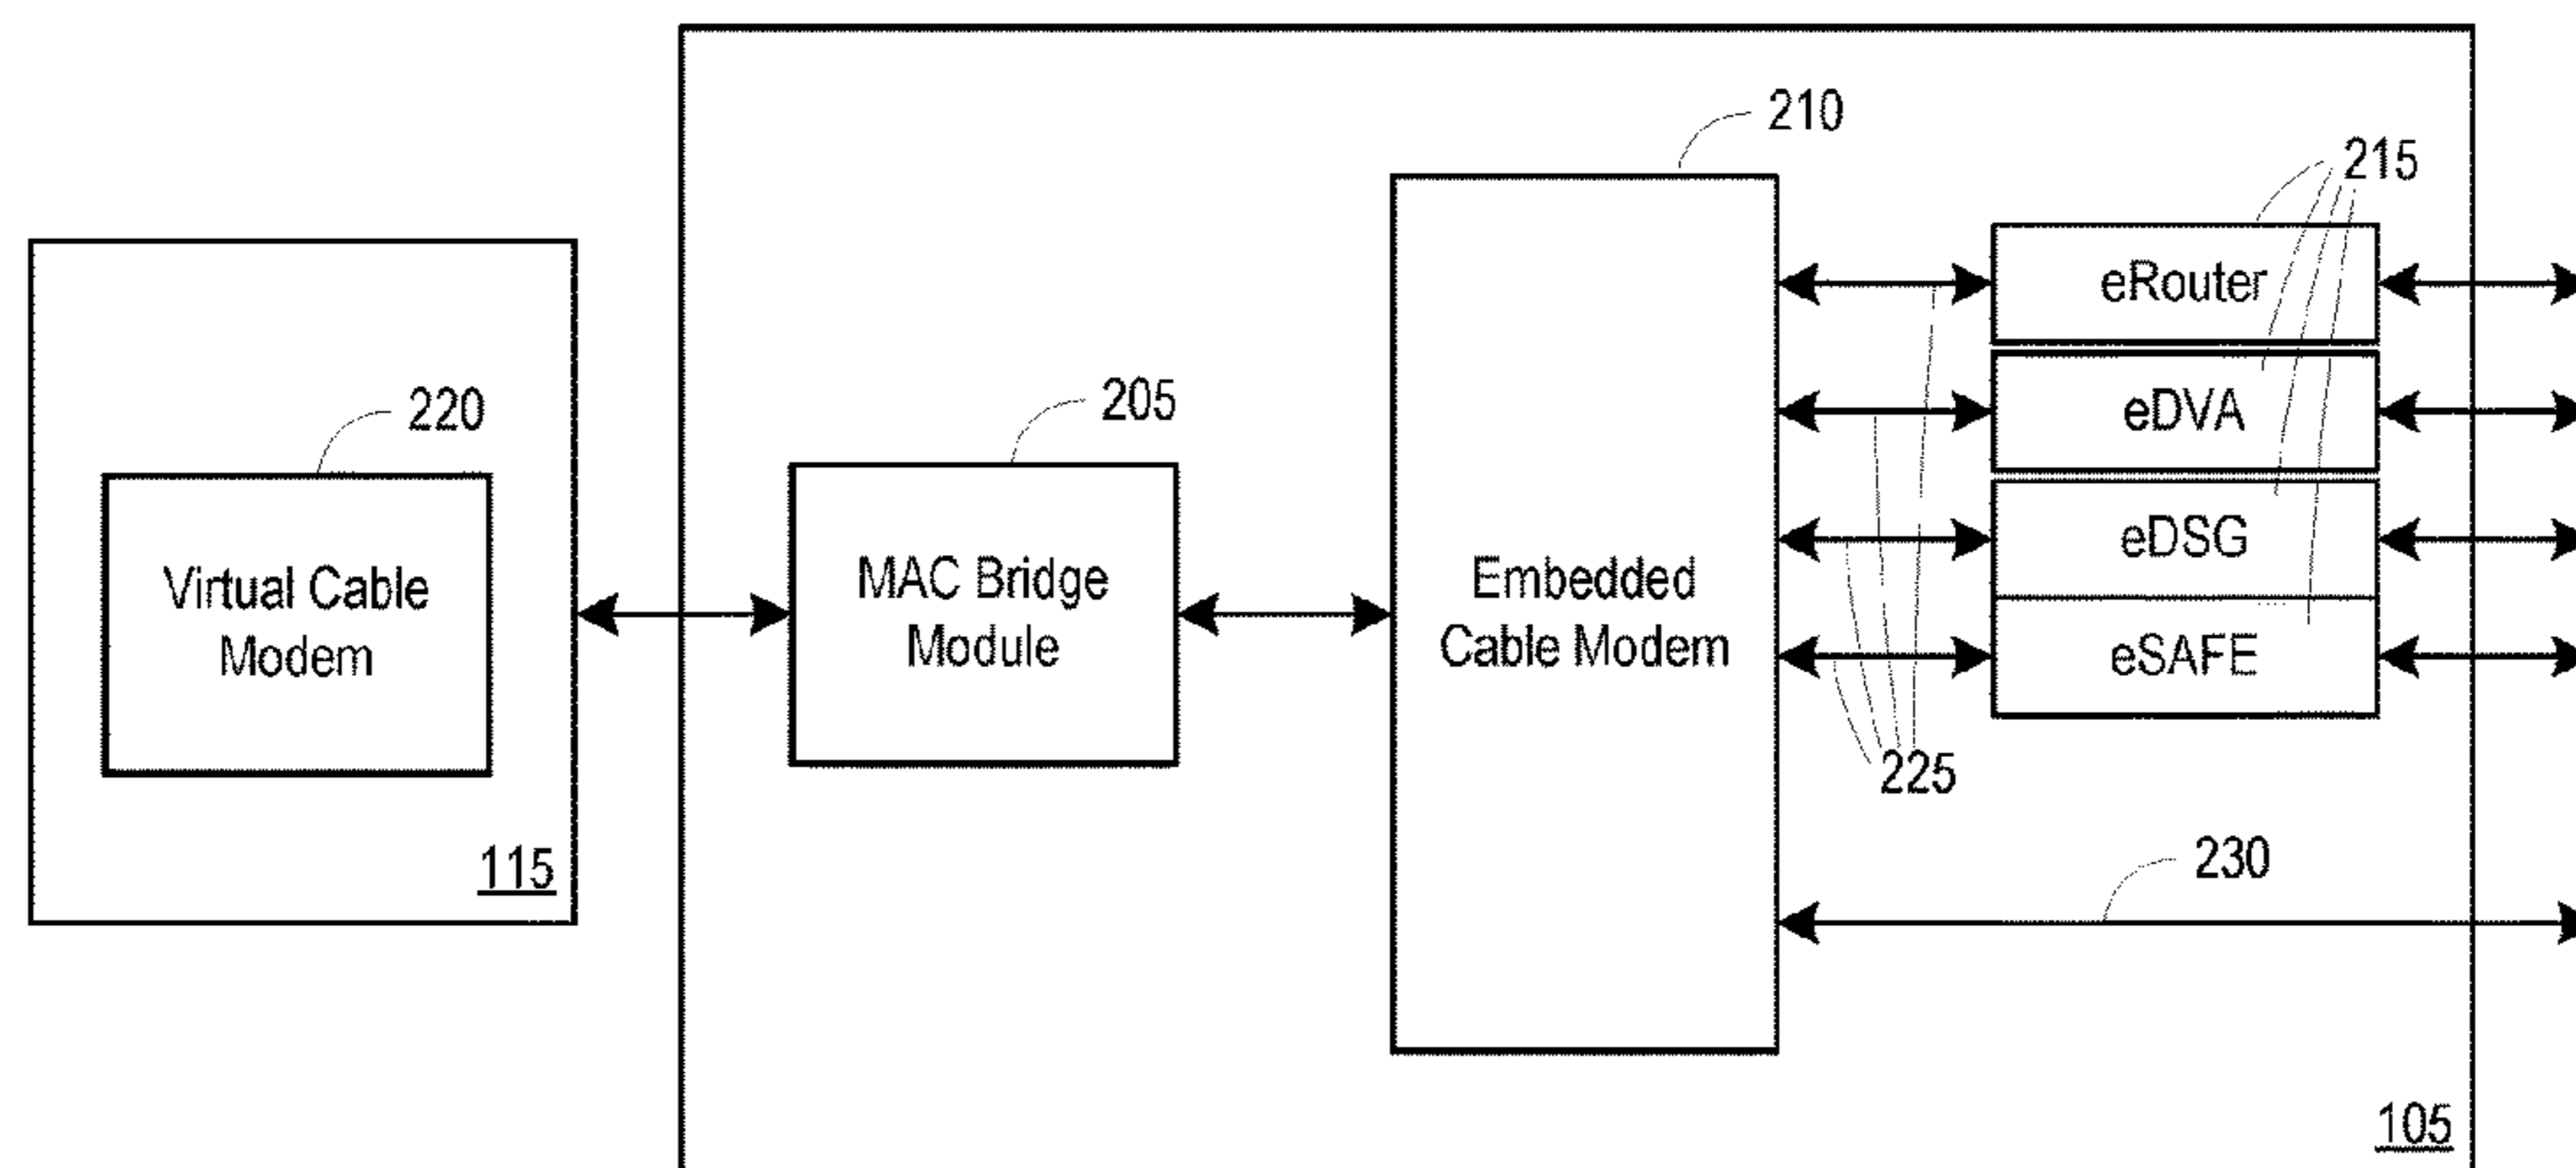 210
215
eRouter
220
205
eDVA
eDSG
Virtual Cable
Modem
MAC Bridge
Module
Embedded
Cable Modem
eSAFE
225
115
230
105